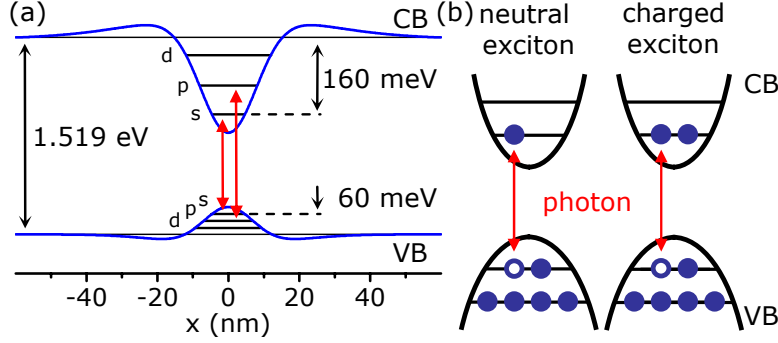 (a)
CB
d
p
s
160 meV
1.519 eV
s
p
d
60 meV
VB
-40 -20 0 20 40
x (nm)
(b)
neutral
exciton
charged
exciton
CB
photon
VB